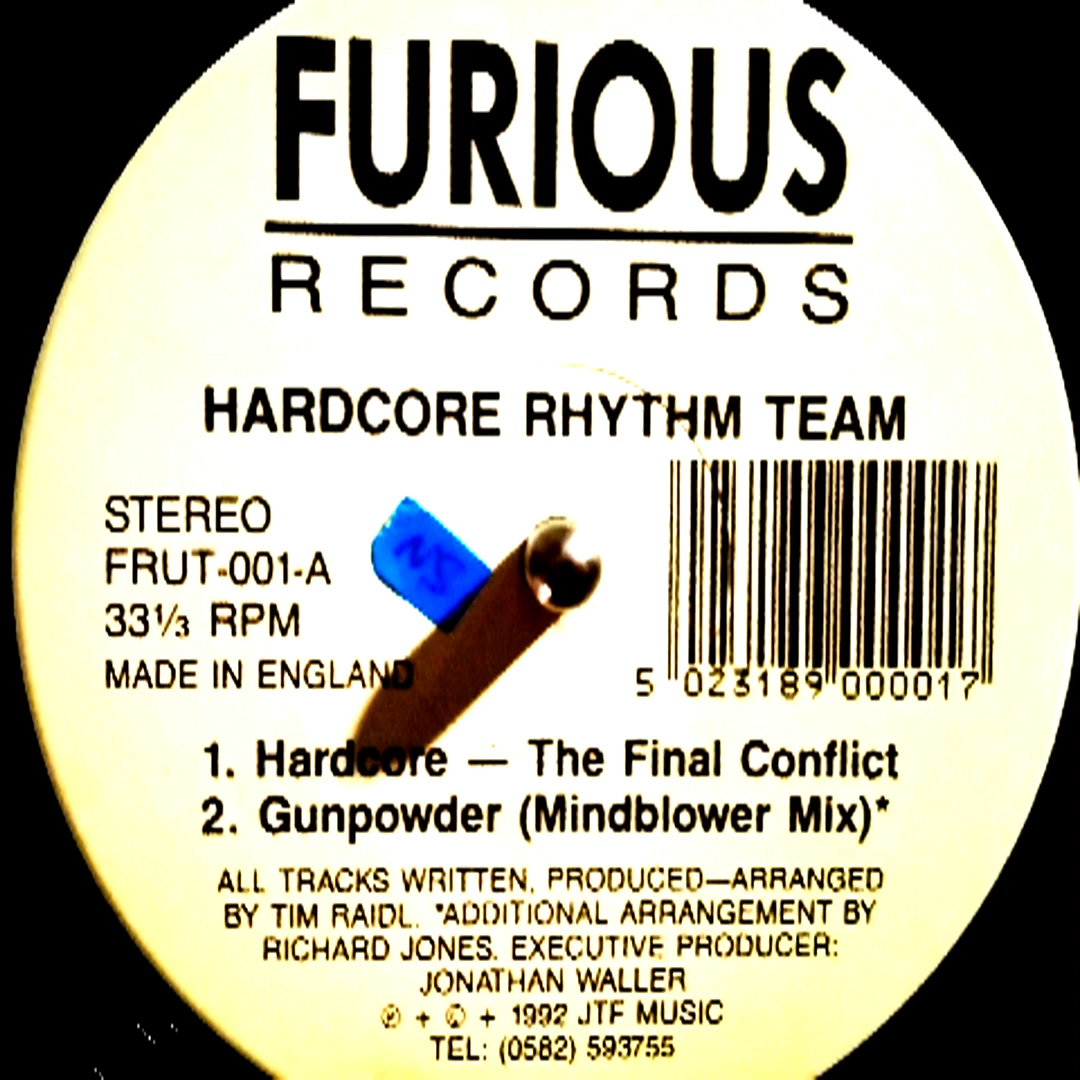 FURIOUS
RECORDS
HARDCORE RHYTHM TEAM
STEREO
FRUT-001-A
33⅓ RPM
MADE IN ENGLAND
NS
5 023189 000017
1. Hardcore — The Final Conflict
2. Gunpowder (Mindblower Mix)*
ALL TRACKS WRITTEN, PRODUCED—ARRANGED
BY TIM RAIDL. *ADDITIONAL ARRANGEMENT BY
RICHARD JONES. EXECUTIVE PRODUCER:
JONATHAN WALLER
℗ + © + 1992 JTF MUSIC
TEL: (0582) 593755